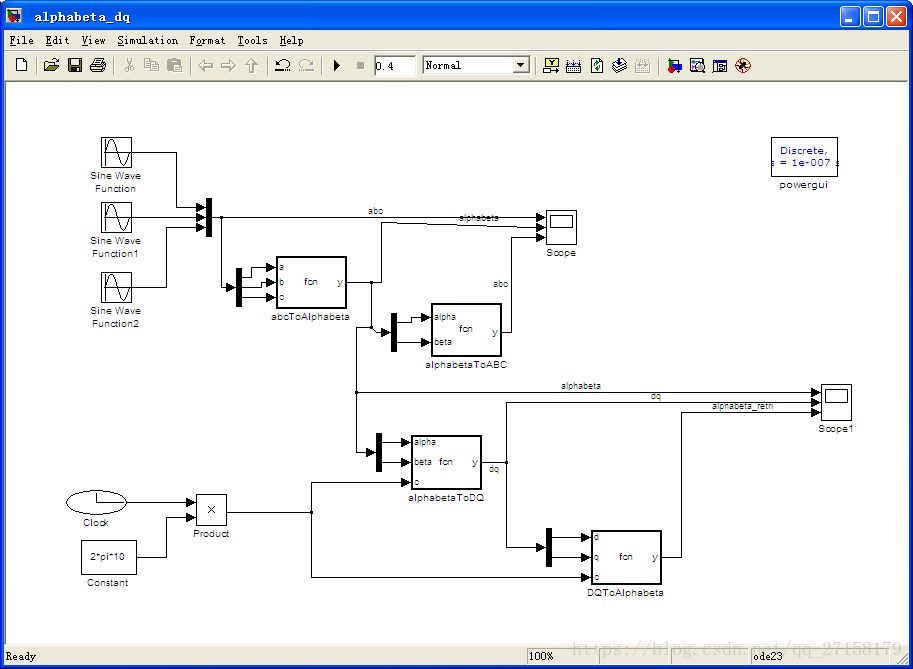 alphabeta_dq
File Edit View Simulation Format Tools Help
0.4 Normal
Sine Wave
Function
Sine Wave
Function1
Sine Wave
Function2
Discrete,
s = 1e-007 s
powergui
abc
alphabeta
Scope
a
b fcn y
c
abcToAlphabeta
abc
alpha
fcn y
beta
alphabetaToABC
alphabeta
dq
alphabeta_retri
Scope1
alpha
beta fcn y
o
alphabetaToDQ
dq
Clock
×
Product
2*pi*10
Constant
d
q fcn y
o
DQToAlphabeta
https://blog.csdn.net/qq_27158179
Ready 100% ode23